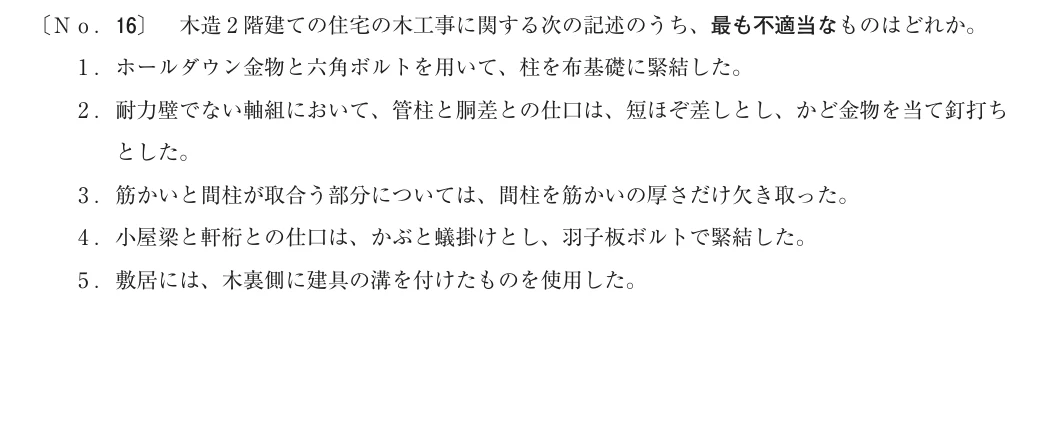 〔Ｎｏ．16〕　木造２階建ての住宅の木工事に関する次の記述のうち、最も不適当なものはどれか。
１．ホールダウン金物と六角ボルトを用いて、柱を布基礎に緊結した。
２．耐力壁でない軸組において、管柱と胴差との仕口は、短ほぞ差しとし、かど金物を当て釘打ち
とした。
３．筋かいと間柱が取合う部分については、間柱を筋かいの厚さだけ欠き取った。
４．小屋梁と軒桁との仕口は、かぶと蟻掛けとし、羽子板ボルトで緊結した。
５．敷居には、木裏側に建具の溝を付けたものを使用した。